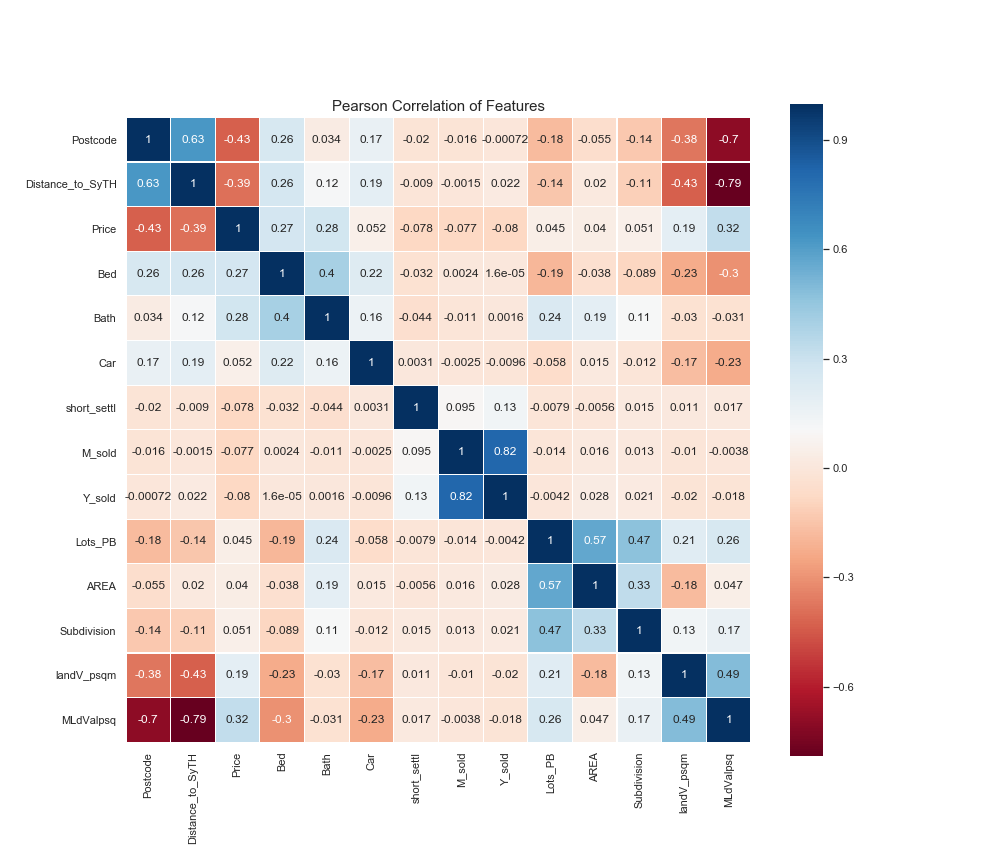 Pearson Correlation of Features
Postcode 1 0.63 -0.43 0.26 0.034 0.17 -0.02 -0.016 -0.00072 -0.18 -0.055 -0.14 -0.38 -0.7 0.9
Distance_to_SyTH 0.63 1 -0.39 0.26 0.12 0.19 -0.009 -0.0015 0.022 -0.14 0.02 -0.11 -0.43 -0.79
Price -0.43 -0.39 1 0.27 0.28 0.052 -0.078 -0.077 -0.08 0.045 0.04 0.051 0.19 0.32 0.6
Bed 0.26 0.26 0.27 1 0.4 0.22 -0.032 0.0024 1.6e-05 -0.19 -0.038 -0.089 -0.23 -0.3
Bath 0.034 0.12 0.28 0.4 1 0.16 -0.044 -0.011 0.0016 0.24 0.19 0.11 -0.03 -0.031
Car 0.17 0.19 0.052 0.22 0.16 1 0.0031 -0.0025 -0.0096 -0.058 0.015 -0.012 -0.17 -0.23 0.3
short_settl -0.02 -0.009 -0.078 -0.032 -0.044 0.0031 1 0.095 0.13 -0.0079 -0.0056 0.015 0.011 0.017
M_sold -0.016 -0.0015 -0.077 0.0024 -0.011 -0.0025 0.095 1 0.82 -0.014 0.016 0.013 -0.01 -0.0038 0.0
Y_sold -0.00072 0.022 -0.08 1.6e-05 0.0016 -0.0096 0.13 0.82 1 -0.0042 0.028 0.021 -0.02 -0.018
Lots_PB -0.18 -0.14 0.045 -0.19 0.24 -0.058 -0.0079 -0.014 -0.0042 1 0.57 0.47 0.21 0.26
AREA -0.055 0.02 0.04 -0.038 0.19 0.015 -0.0056 0.016 0.028 0.57 1 0.33 -0.18 0.047 -0.3
Subdivision -0.14 -0.11 0.051 -0.089 0.11 -0.012 0.015 0.013 0.021 0.47 0.33 1 0.13 0.17
landV_psqm -0.38 -0.43 0.19 -0.23 -0.03 -0.17 0.011 -0.01 -0.02 0.21 -0.18 0.13 1 0.49 -0.6
MLdValpsq -0.7 -0.79 0.32 -0.3 -0.031 -0.23 0.017 -0.0038 -0.018 0.26 0.047 0.17 0.49 1
Postcode Distance_to_SyTH Price Bed Bath Car short_settl M_sold Y_sold Lots_PB AREA Subdivision landV_psqm MLdValpsq